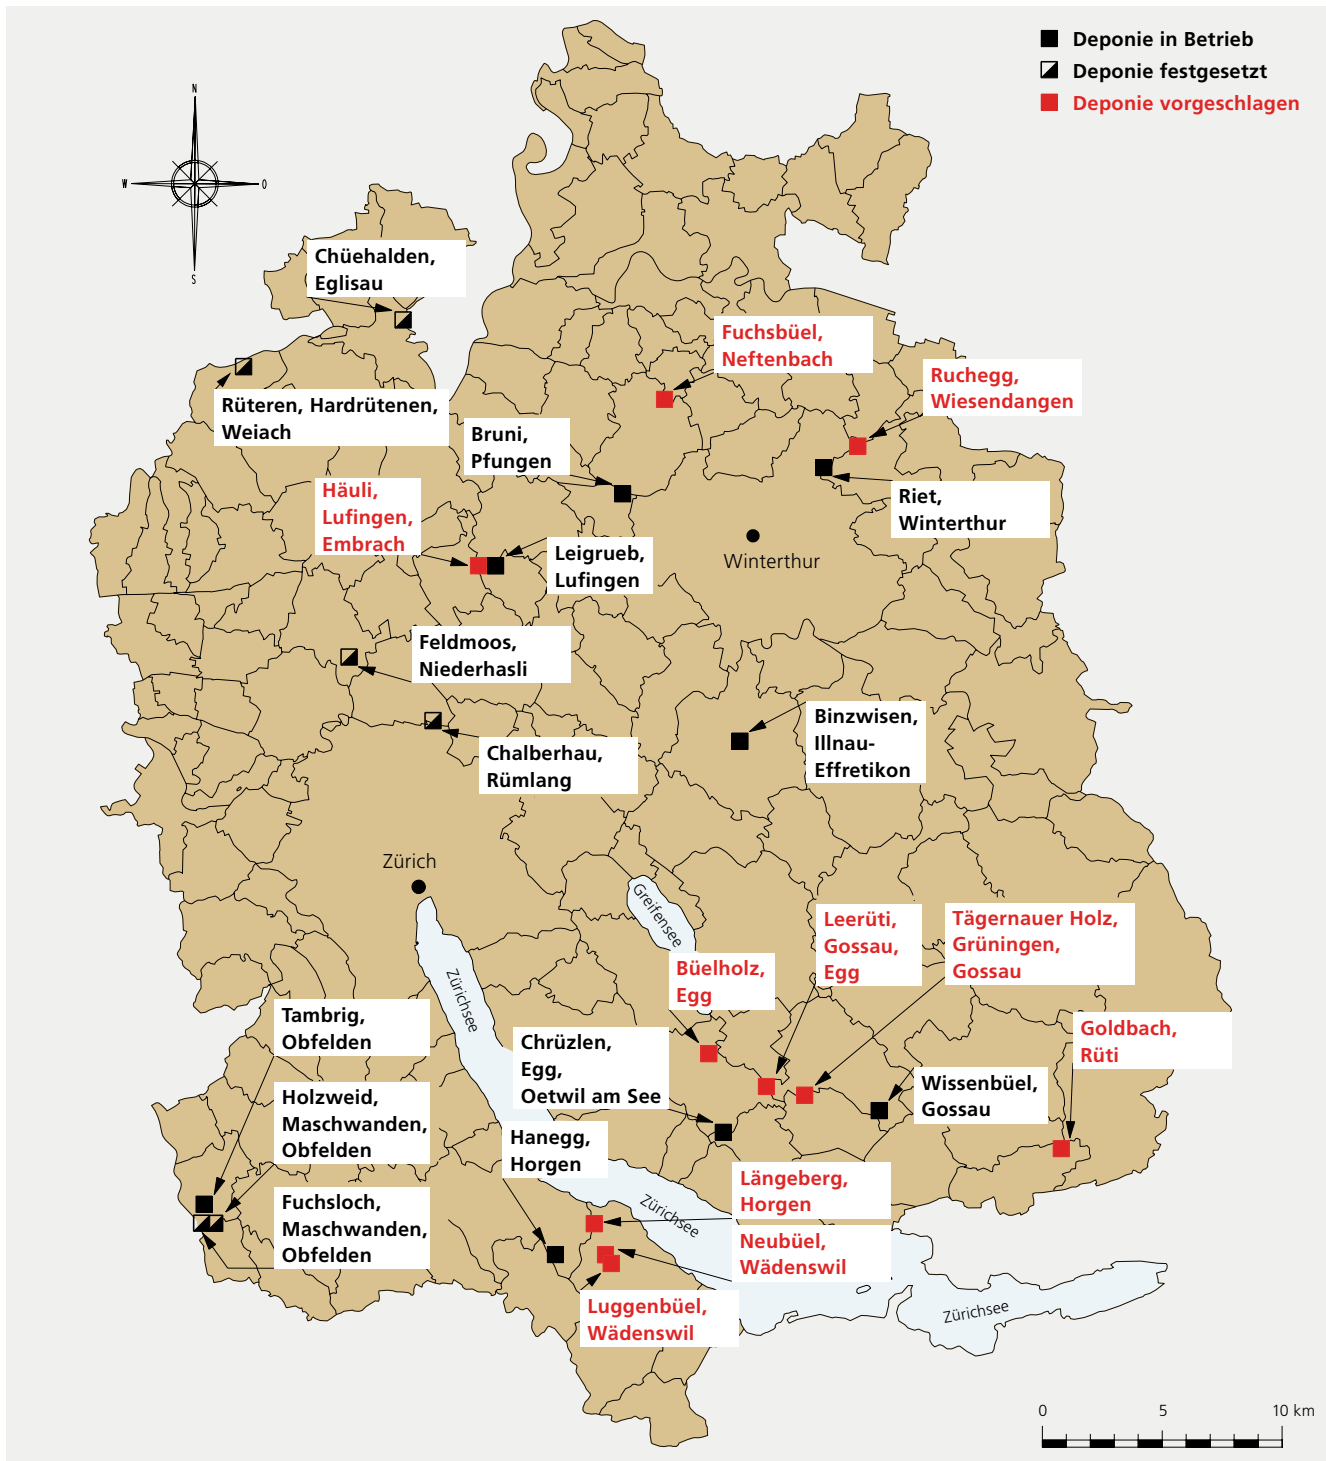 Deponie in Betrieb
Deponie festgesetzt
Deponie vorgeschlagen
N
W
O
S
Chüehalden,
Eglisau
Fuchsbüel,
Neftenbach
Ruchegg,
Wiesendangen
Rüteren, Hardrütenen,
Weiach
Bruni,
Pfungen
Häuli,
Lufingen,
Embrach
Riet,
Winterthur
Leigrueb,
Lufingen
Winterthur
Feldmoos,
Niederhasli
Binzwisen,
Illnau-
Effretikon
Chalberhau,
Rümlang
Zürich
Greifensee
Leerüti,
Gossau,
Egg
Tägernauer Holz,
Grüningen,
Gossau
Büelholz,
Egg
Zürichsee
Tambrig,
Obfelden
Chrüzlen,
Egg,
Oetwil am See
Goldbach,
Rüti
Wissenbüel,
Gossau
Holzweid,
Maschwanden,
Obfelden
Hanegg,
Horgen
Längeberg,
Horgen
Zürichsee
Fuchsloch,
Maschwanden,
Obfelden
Neubüel,
Wädenswil
Luggenbüel,
Wädenswil
Zürichsee
0 5 10 km